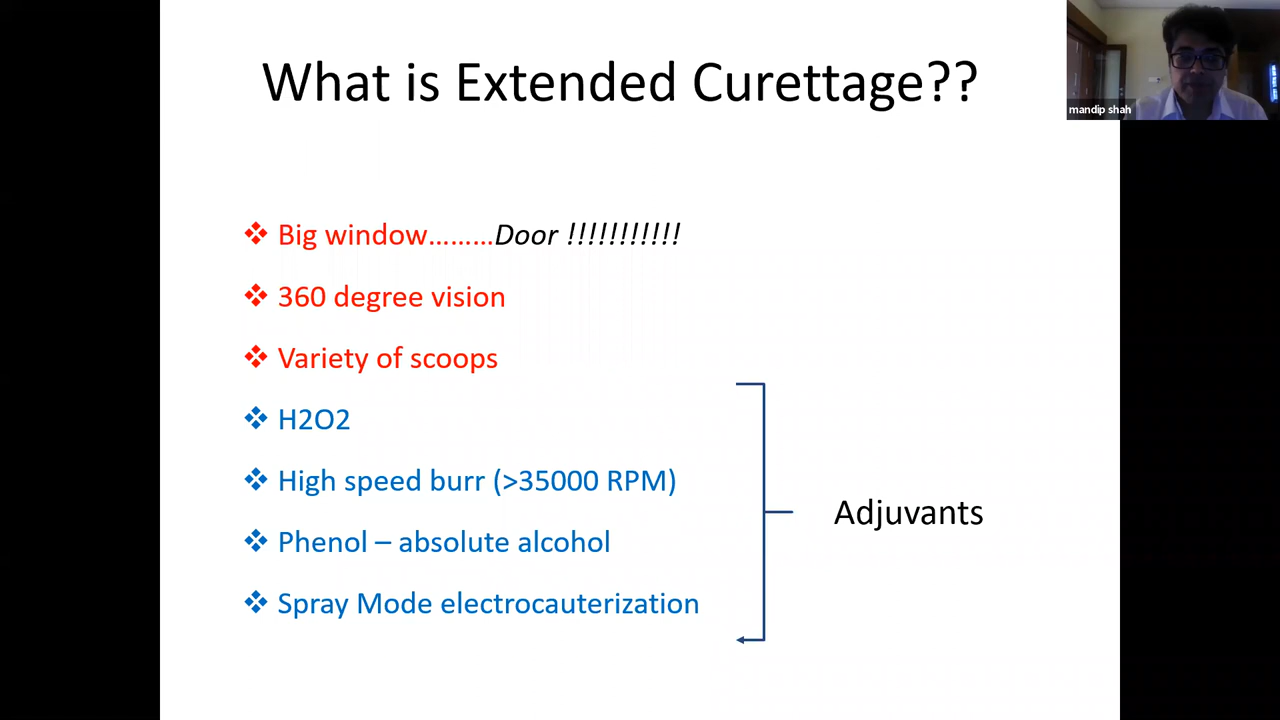 What is Extended Curettage??
mandip shah
❖ Big window.........Door !!!!!!!!!!!
❖ 360 degree vision
❖ Variety of scoops
❖ H2O2
❖ High speed burr (>35000 RPM)
❖ Phenol – absolute alcohol
❖ Spray Mode electrocauterization
Adjuvants